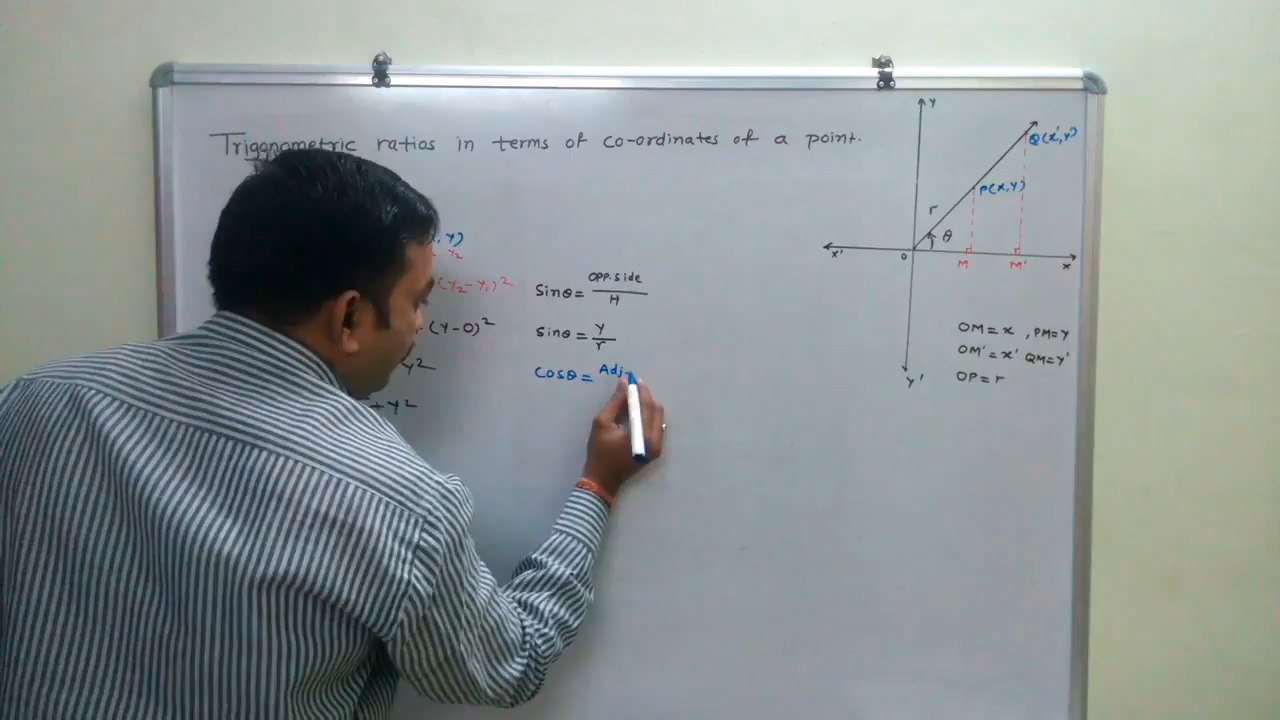 Trigonometric ratios in terms of co-ordinates of a point.
, y)
y₂
(y₂-y₁)²
(y-0)²
y²
+ y²
Sinθ = OPP. side / H
Sinθ = y / r
COSθ = Adj-
y
Q(x', y')
P(x, y)
r
θ
x'
O
M
M'
x
y'
OM = x , PM = y
OM' = x' QM = y'
OP = r